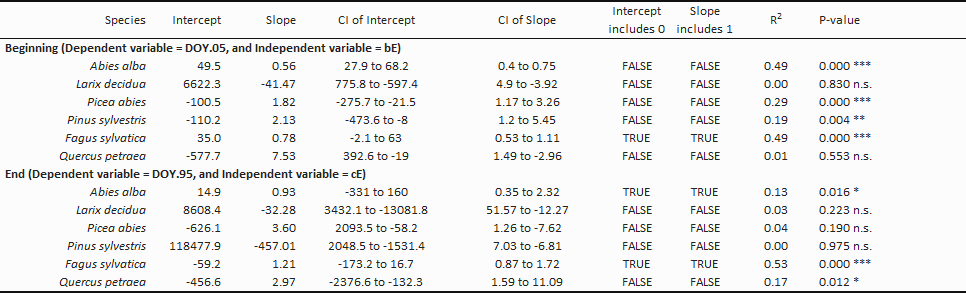 Species Intercept Slope CI of Intercept CI of Slope Intercept includes 0 Slope includes 1 R² P-value
Beginning (Dependent variable = DOY.05, and Independent variable = bE)
Abies alba 49.5 0.56 27.9 to 68.2 0.4 to 0.75 FALSE FALSE 0.49 0.000 ***
Larix decidua 6622.3 -41.47 775.8 to -597.4 4.9 to -3.92 FALSE FALSE 0.00 0.830 n.s.
Picea abies -100.5 1.82 -275.7 to -21.5 1.17 to 3.26 FALSE FALSE 0.29 0.000 ***
Pinus sylvestris -110.2 2.13 -473.6 to -8 1.2 to 5.45 FALSE FALSE 0.19 0.004 **
Fagus sylvatica 35.0 0.78 -2.1 to 63 0.53 to 1.11 TRUE TRUE 0.49 0.000 ***
Quercus petraea -577.7 7.53 392.6 to -19 1.49 to -2.96 FALSE FALSE 0.01 0.553 n.s.
End (Dependent variable = DOY.95, and Independent variable = cE)
Abies alba 14.9 0.93 -331 to 160 0.35 to 2.32 TRUE TRUE 0.13 0.016 *
Larix decidua 8608.4 -32.28 3432.1 to -13081.8 51.57 to -12.27 FALSE FALSE 0.03 0.223 n.s.
Picea abies -626.1 3.60 2093.5 to -58.2 1.26 to -7.62 FALSE FALSE 0.04 0.190 n.s.
Pinus sylvestris 118477.9 -457.01 2048.5 to -1531.4 7.03 to -6.81 FALSE FALSE 0.00 0.975 n.s.
Fagus sylvatica -59.2 1.21 -173.2 to 16.7 0.87 to 1.72 TRUE TRUE 0.53 0.000 ***
Quercus petraea -456.6 2.97 -2376.6 to -132.3 1.59 to 11.09 FALSE FALSE 0.17 0.012 *